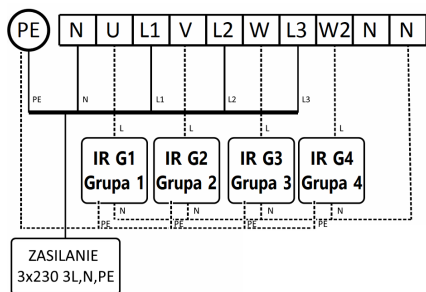 PE N U L1 V L2 W L3 W2 N N
PE N L1 L2 L3
L L L L
IR G1 IR G2 IR G3 IR G4
Grupa 1 Grupa 2 Grupa 3 Grupa 4
N N N N
PE PE PE PE
ZASILANIE
3x230 3L,N,PE